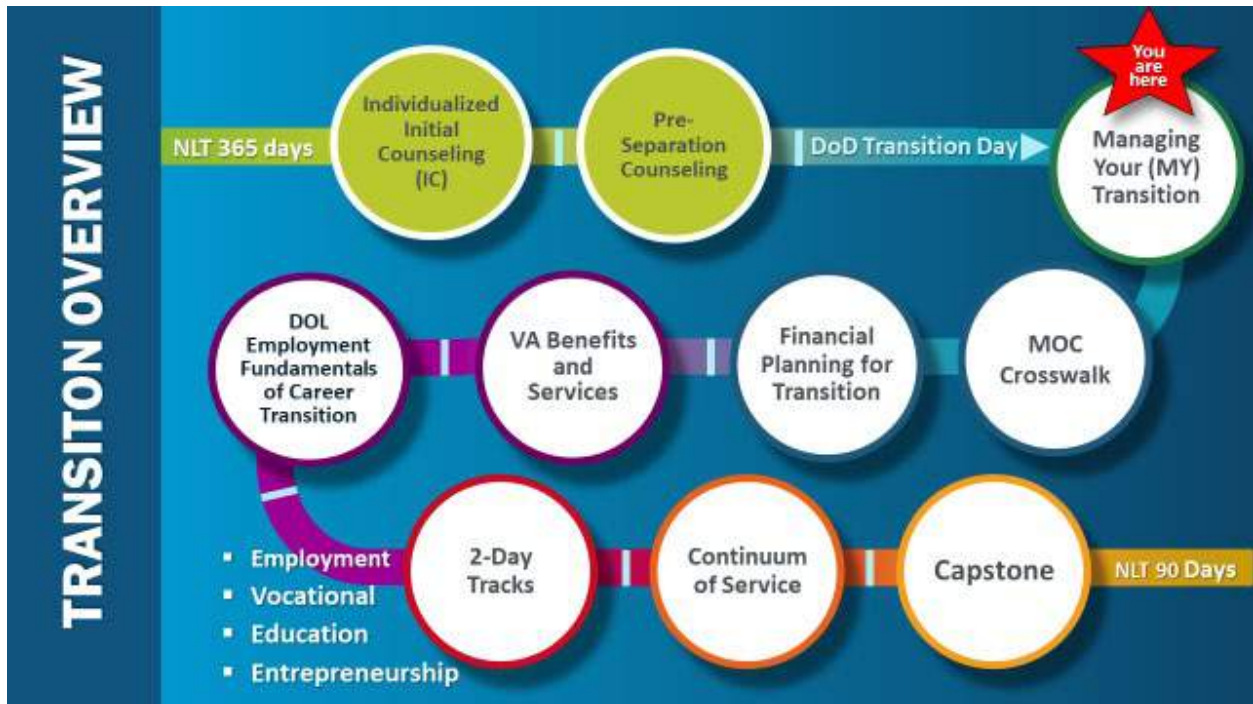 TRANSITON OVERVIEW
NLT 365 days
Individualized
Initial
Counseling
(IC)
Pre-
Separation
Counseling
DoD Transition Day
You
are
here
Managing
Your (MY)
Transition
DOL
Employment
Fundamentals
of Career
Transition
VA Benefits
and
Services
Financial
Planning for
Transition
MOC
Crosswalk
▪ Employment
▪ Vocational
▪ Education
▪ Entrepreneurship
2-Day
Tracks
Continuum
of Service
Capstone
NLT 90 Days